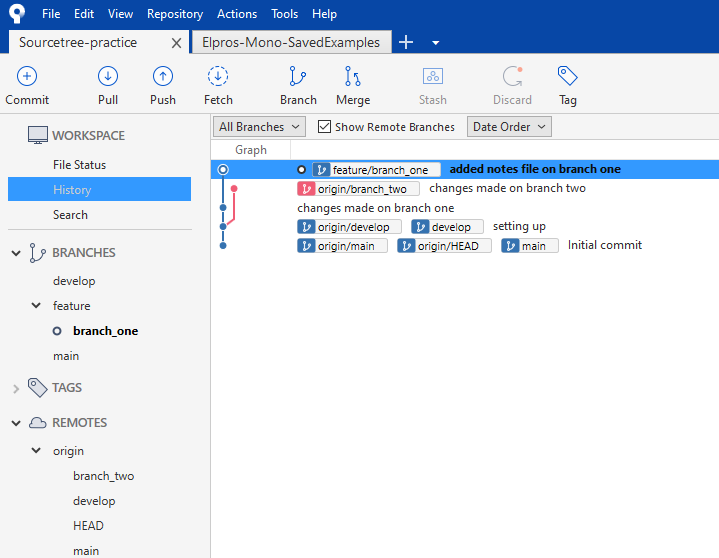 File Edit View Repository Actions Tools Help
Sourcetree-practice Elpros-Mono-SavedExamples
Commit Pull Push Fetch Branch Merge Stash Discard Tag
WORKSPACE
File Status
History
Search
BRANCHES
develop
feature
branch_one
main
TAGS
REMOTES
origin
branch_two
develop
HEAD
main
All Branches Show Remote Branches Date Order
Graph
feature/branch_one added notes file on branch one
origin/branch_two changes made on branch two
changes made on branch one
origin/develop develop setting up
origin/main origin/HEAD main Initial commit